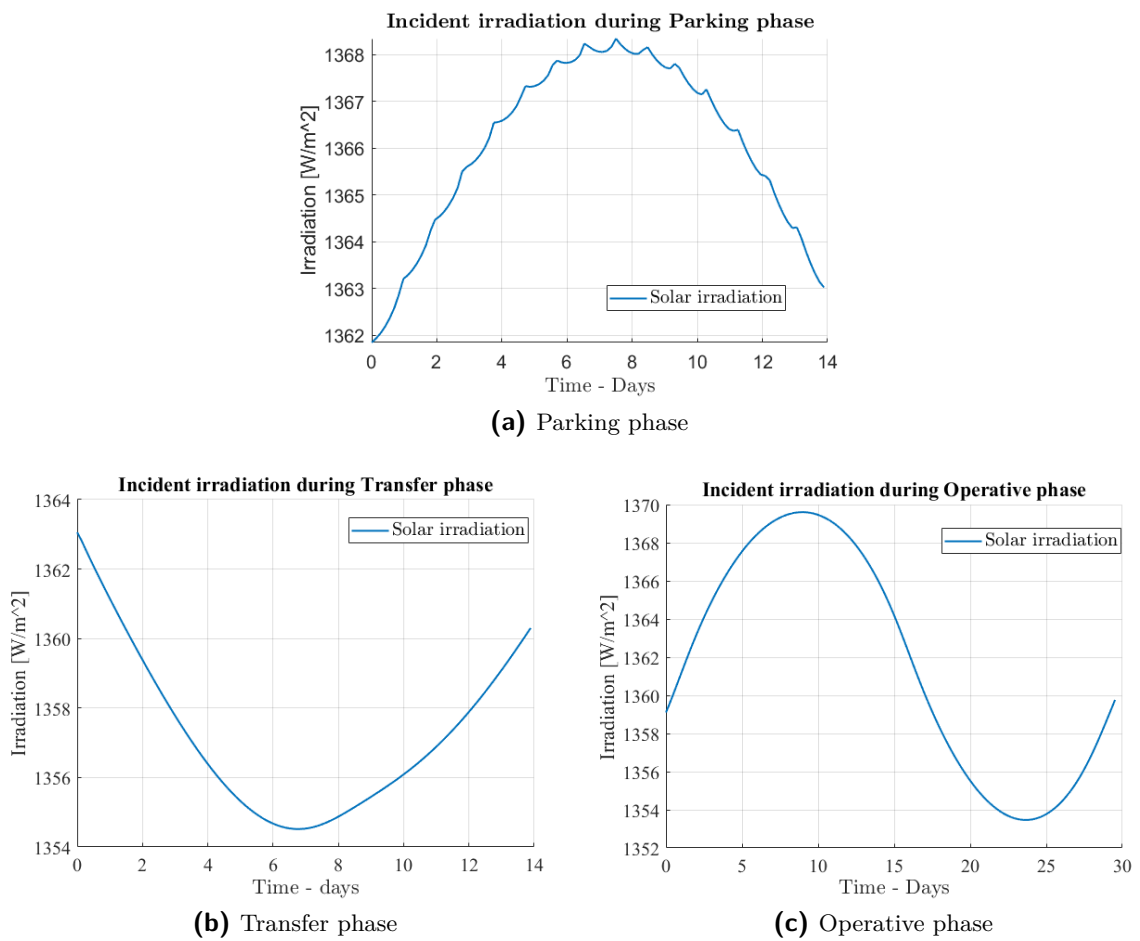 Incident irradiation during Parking phase
Irradiation [W/m^2]
1368
1367
1366
1365
1364
1363
1362
Solar irradiation
0 2 4 6 8 10 12 14
Time - Days
(a) Parking phase
Incident irradiation during Transfer phase
Irradiation [W/m^2]
1364
1362
1360
1358
1356
1354
Solar irradiation
0 2 4 6 8 10 12 14
Time - days
(b) Transfer phase
Incident irradiation during Operative phase
Irradiation [W/m^2]
1370
1368
1366
1364
1362
1360
1358
1356
1354
1352
Solar irradiation
0 5 10 15 20 25 30
Time - Days
(c) Operative phase